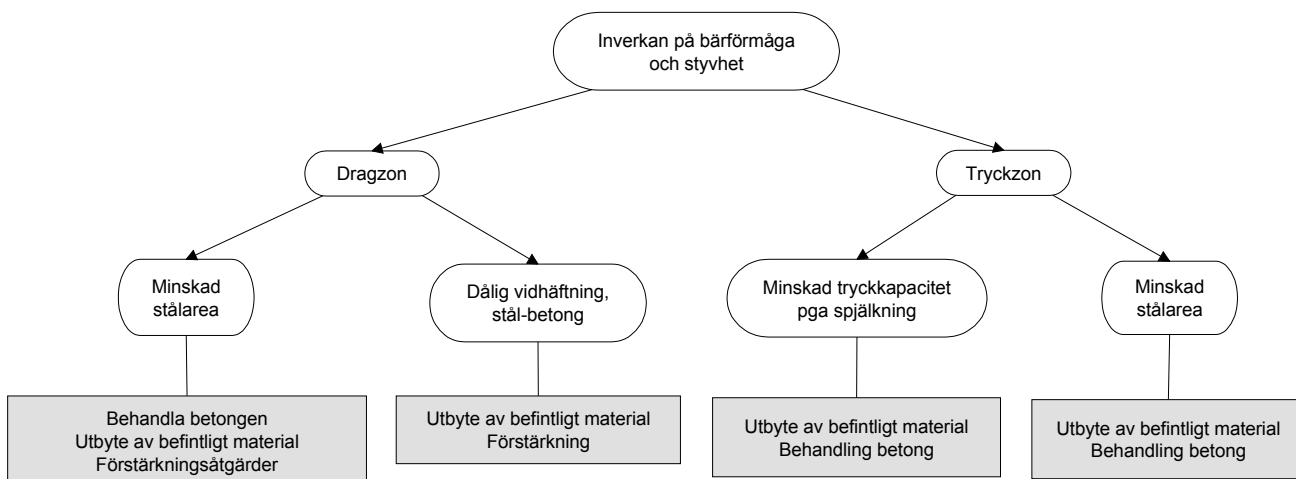 Inverkan på bärförmåga
och styvhet
Dragzon
Tryckzon
Minskad
stålarea
Dålig vidhäftning,
stål-betong
Minskad tryckkapacitet
pga spjälkning
Minskad
stålarea
Behandla betongen
Utbyte av befintligt material
Förstärkningsåtgärder
Utbyte av befintligt material
Förstärkning
Utbyte av befintligt material
Behandling betong
Utbyte av befintligt material
Behandling betong